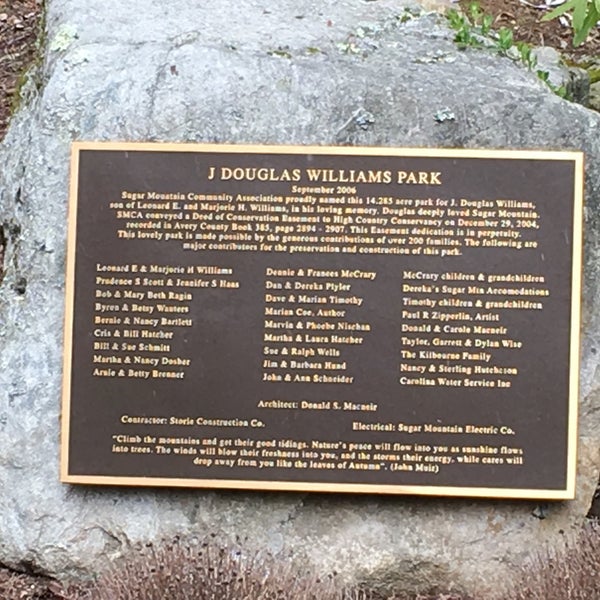 J DOUGLAS WILLIAMS PARK
September 2006
Sugar Mountain Community Association proudly named this 14.285 acre park for J. Douglas Williams,
son of Leonard E. and Marjorie H. Williams, in his loving memory. Douglas deeply loved Sugar Mountain.
SMCA conveyed a Deed of Conservation Easement to High Country Conservancy on December 29, 2004,
recorded in Avery County Book 385, page 2894 - 2907. This Easement dedication is in perpetuity.
This lovely park is made possible by the generous contributions of over 200 families. The following are
major contributors for the preservation and construction of this park.
Leonard E & Marjorie H Williams
Prudence S Scott & Jennifer S Haas
Bob & Mary Beth Ragin
Byron & Betsy Wauters
Bernie & Nancy Bartlett
Cris & Bill Hatcher
Bill & Sue Schmitt
Martha & Nancy Dosher
Arnie & Betty Brenner
Dennie & Frances McCrary
Dan & Dereka Plyler
Dave & Marian Timothy
Marian Coe, Author
Marvin & Phoebe Nischan
Martha & Laura Hatcher
Sue & Ralph Wells
Jim & Barbara Hund
John & Ann Schneider
McCrary children & grandchildren
Dereka's Sugar Mtn Accomodations
Timothy children & grandchildren
Paul R Zipperlin, Artist
Donald & Carole Macneir
Taylor, Garrett & Dylan Wise
The Kilbourne Family
Nancy & Sterling Hutcheson
Carolina Water Service Inc
Architect: Donald S. Macneir
Contractor: Storie Construction Co.
Electrical: Sugar Mountain Electric Co.
"Climb the mountains and get their good tidings. Nature's peace will flow into you as sunshine flows
into trees. The winds will blow their freshness into you, and the storms their energy, while cares will
drop away from you like the leaves of Autumn". (John Muir)